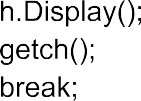 h.Display();
getch();
break;